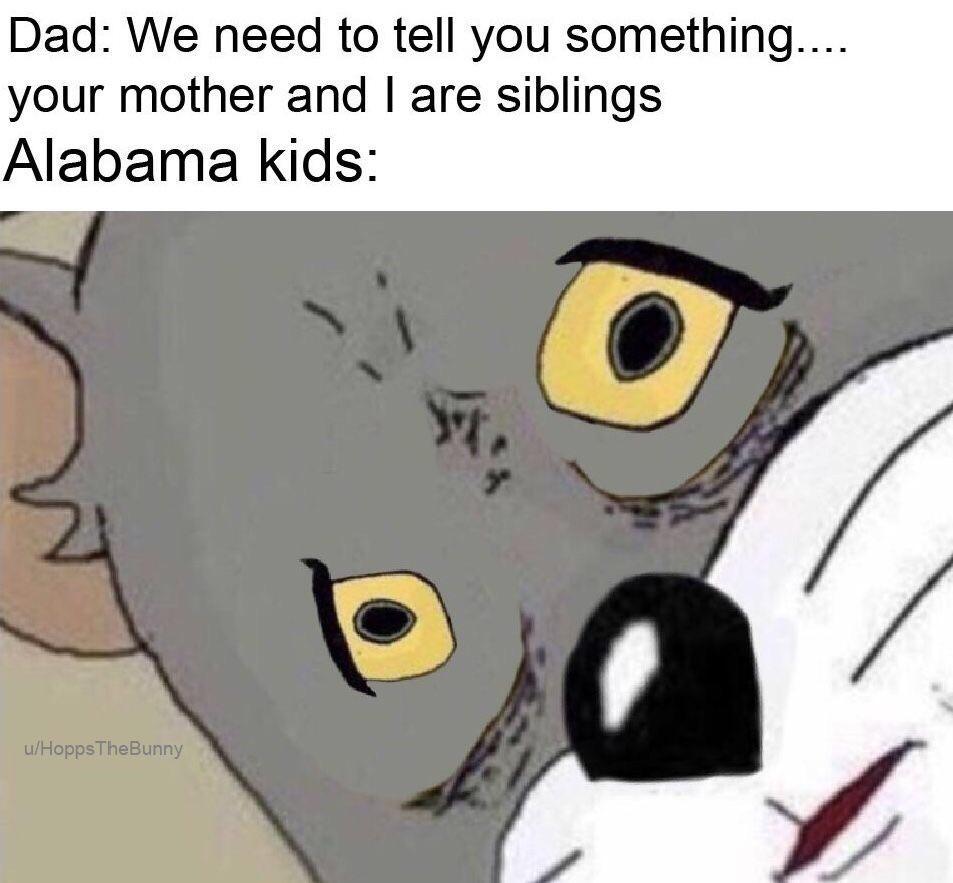 Dad: We need to tell you something....
your mother and I are siblings
Alabama kids:
u/HoppsTheBunny